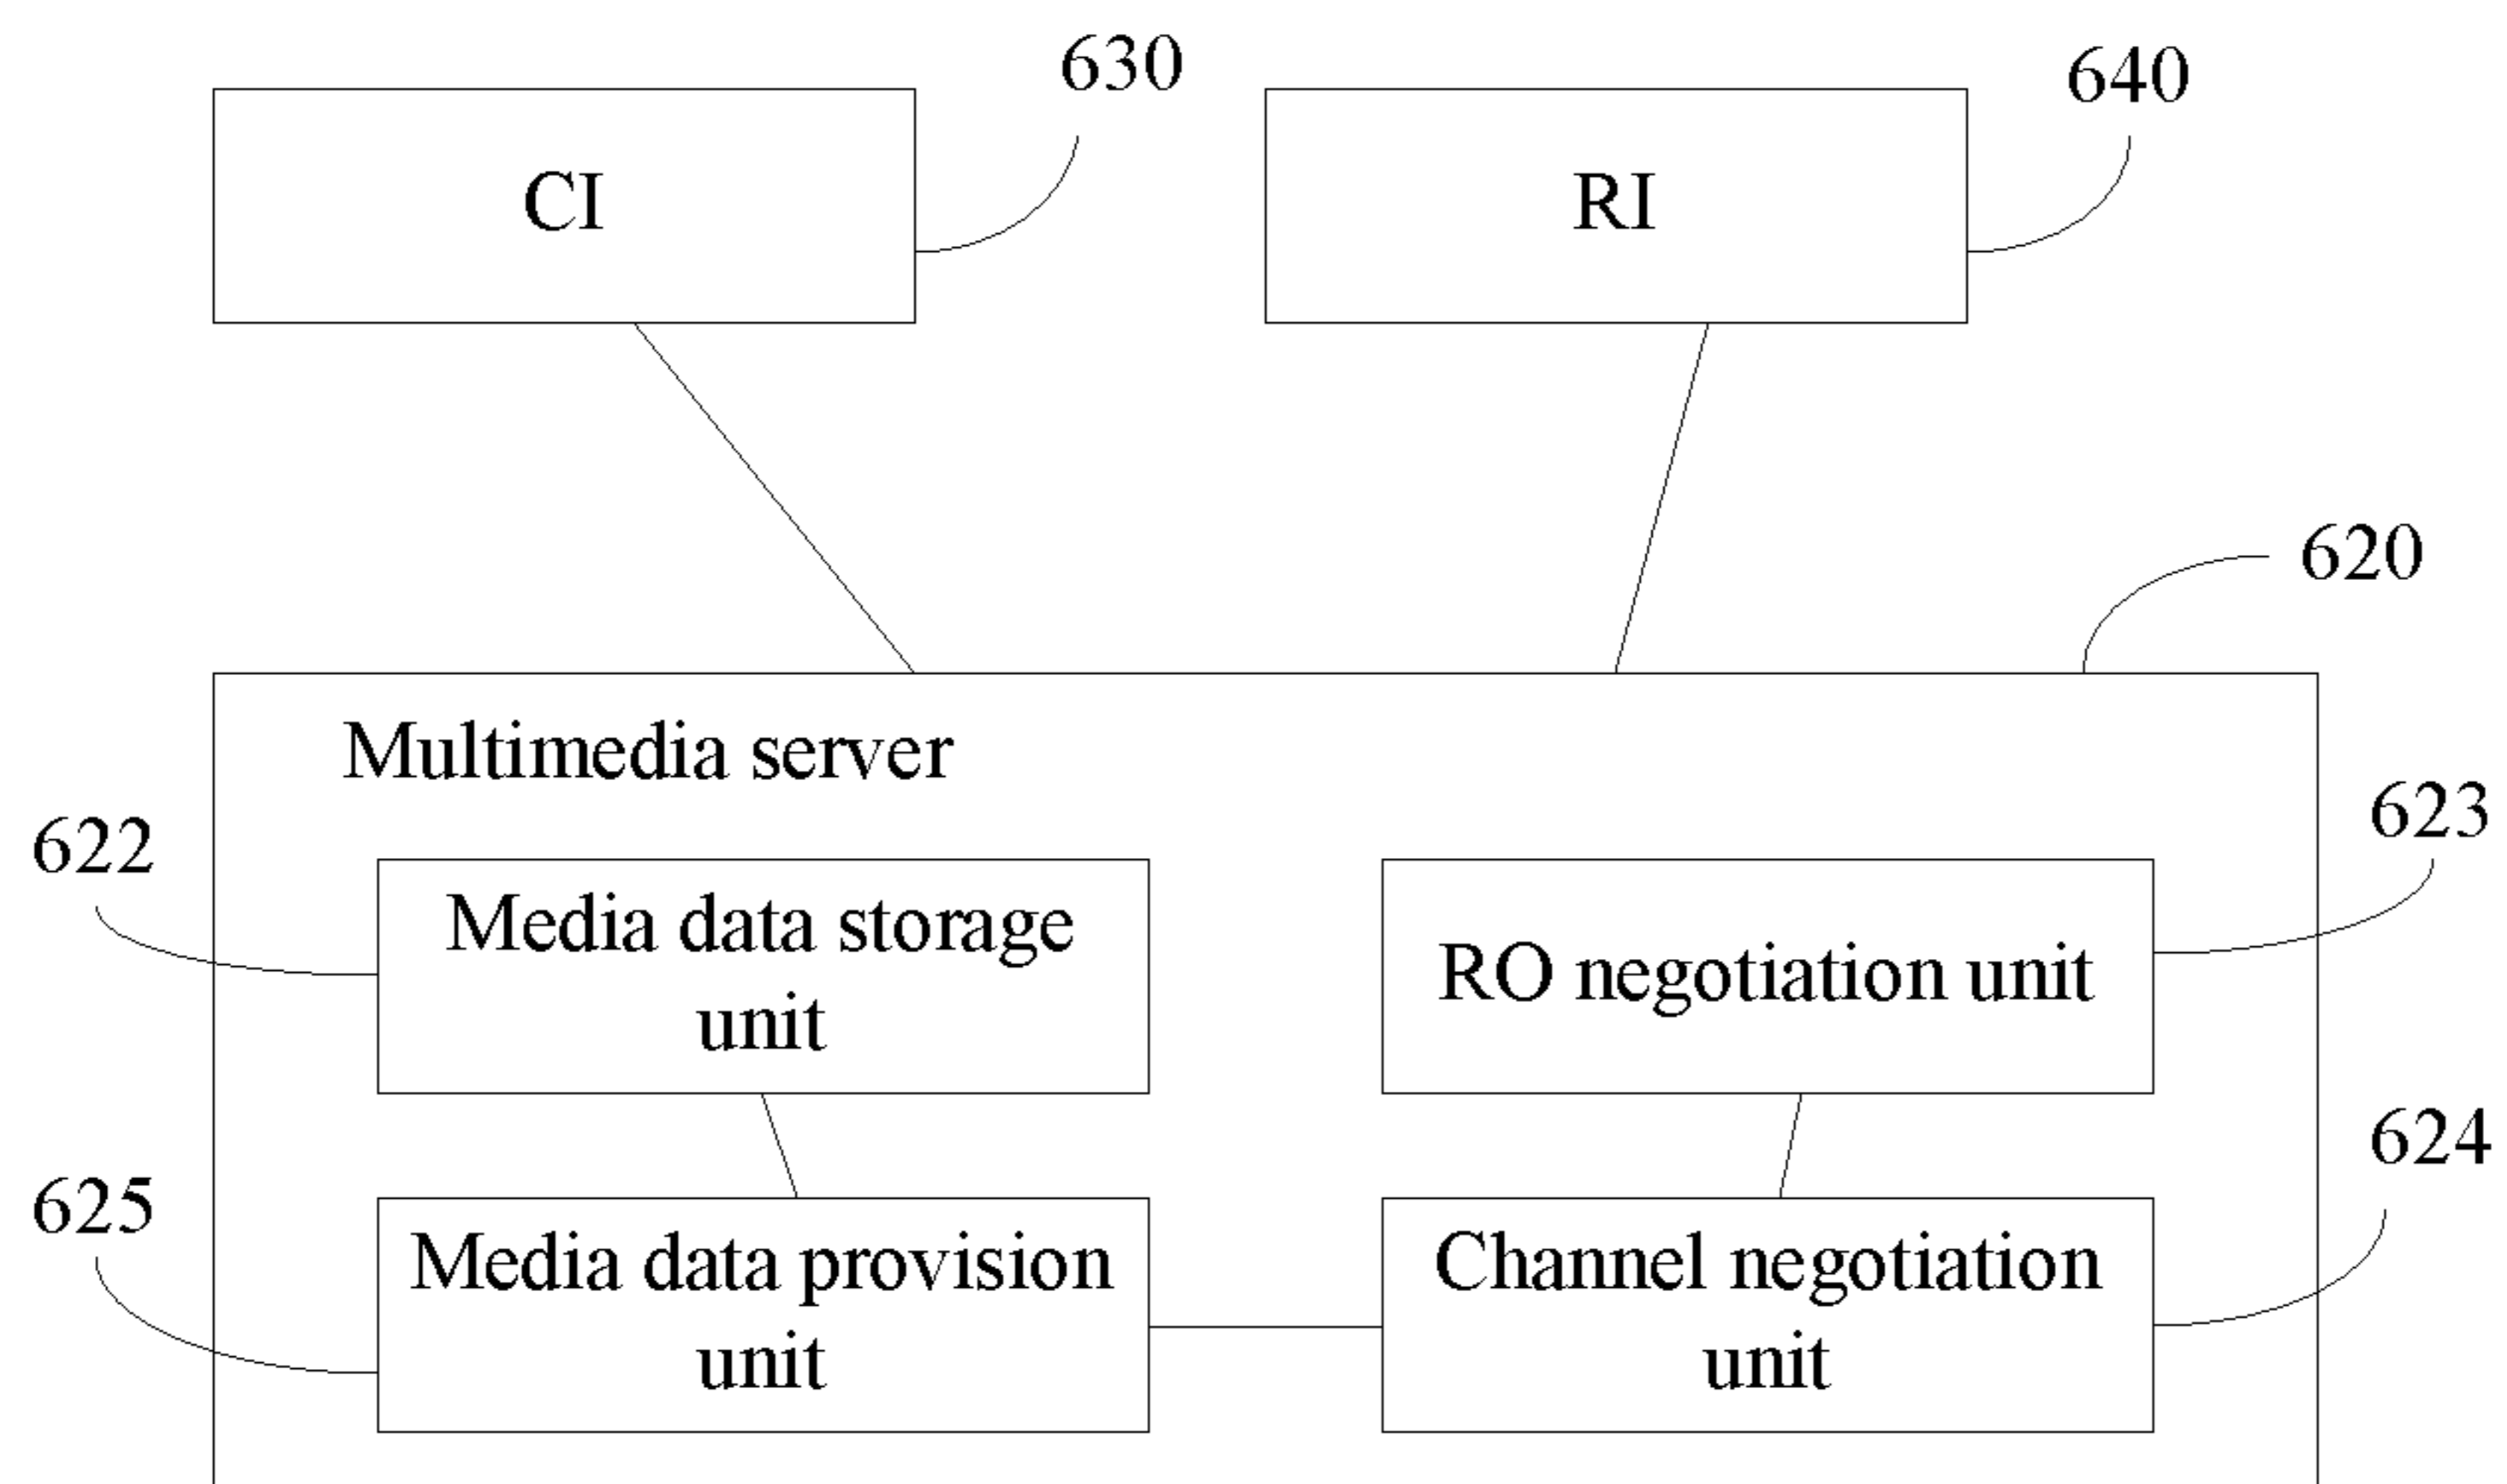 630
640
CI
RI
620
Multimedia server
623
622
Media data storage
unit
RO negotiation unit
624
625
Media data provision
unit
Channel negotiation
unit